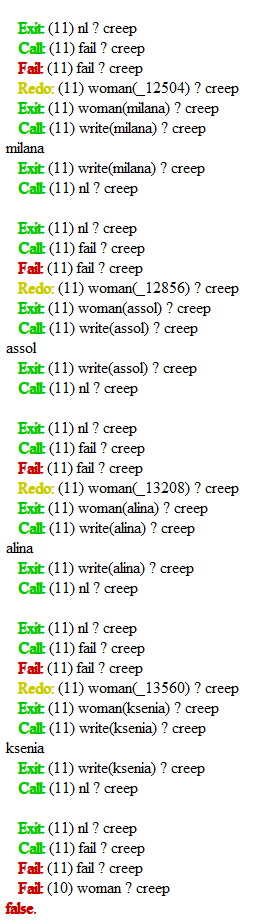 Exit: (11) nl ? creep
Call: (11) fail ? creep
Fail: (11) fail ? creep
Redo: (11) woman(_12504) ? creep
Exit: (11) woman(milana) ? creep
Call: (11) write(milana) ? creep
milana
Exit: (11) write(milana) ? creep
Call: (11) nl ? creep
Exit: (11) nl ? creep
Call: (11) fail ? creep
Fail: (11) fail ? creep
Redo: (11) woman(_12856) ? creep
Exit: (11) woman(assol) ? creep
Call: (11) write(assol) ? creep
assol
Exit: (11) write(assol) ? creep
Call: (11) nl ? creep
Exit: (11) nl ? creep
Call: (11) fail ? creep
Fail: (11) fail ? creep
Redo: (11) woman(_13208) ? creep
Exit: (11) woman(alina) ? creep
Call: (11) write(alina) ? creep
alina
Exit: (11) write(alina) ? creep
Call: (11) nl ? creep
Exit: (11) nl ? creep
Call: (11) fail ? creep
Fail: (11) fail ? creep
Redo: (11) woman(_13560) ? creep
Exit: (11) woman(ksenia) ? creep
Call: (11) write(ksenia) ? creep
ksenia
Exit: (11) write(ksenia) ? creep
Call: (11) nl ? creep
Exit: (11) nl ? creep
Call: (11) fail ? creep
Fail: (11) fail ? creep
Fail: (10) woman ? creep
false.